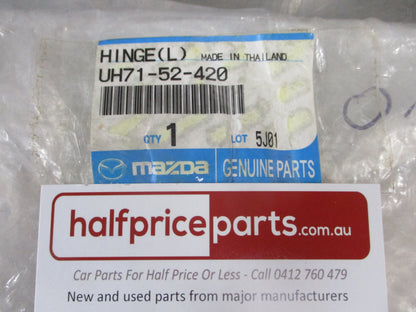 HINGE(L) MADE IN THAILAND
UH71-52-420
QTY 1 LOT 5J01
mazda GENUINE PARTS
halfpriceparts.com.au
Car Parts For Half Price Or Less - Call 0412 760 479
New and used parts from major manufacturers